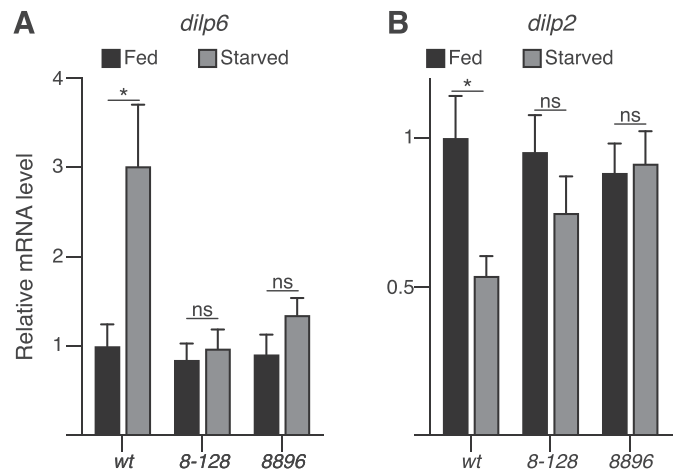 A
dilp6
Fed
Starved
Relative mRNA level
4
3
2
1
*
ns
ns
wt
8-128
8896
B
dilp2
Fed
Starved
1
0.5
*
ns
ns
wt
8-128
8896